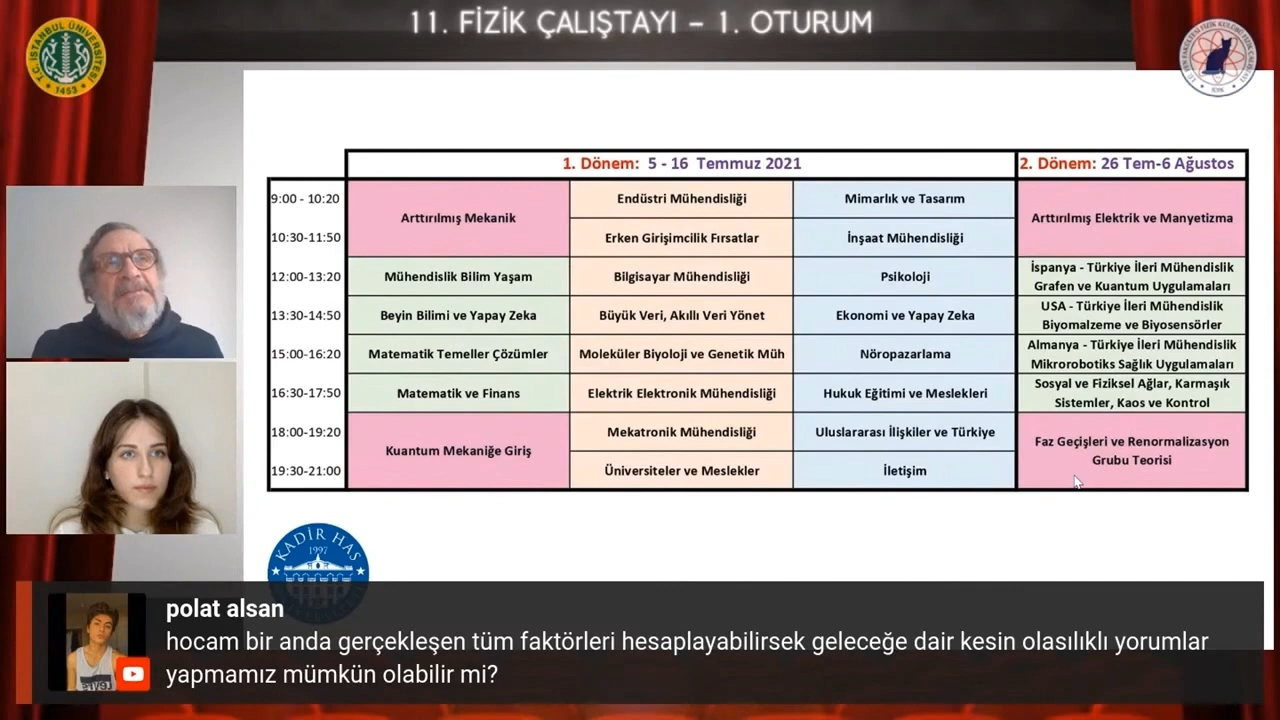 11. FİZİK ÇALIŞTAYI – 1. OTURUM
T.C. İSTANBUL ÜNİVERSİTESİ
1453
1. Dönem: 5 - 16 Temmuz 2021
2. Dönem: 26 Tem-6 Ağustos
9:00 - 10:20
Arttırılmış Mekanik
Endüstri Mühendisliği
Mimarlık ve Tasarım
Arttırılmış Elektrik ve Manyetizma
10:30-11:50
Erken Girişimcilik Fırsatlar
İnşaat Mühendisliği
12:00-13:20
Mühendislik Bilim Yaşam
Bilgisayar Mühendisliği
Psikoloji
İspanya - Türkiye İleri Mühendislik
Grafen ve Kuantum Uygulamaları
13:30-14:50
Beyin Bilimi ve Yapay Zeka
Büyük Veri, Akıllı Veri Yönet
Ekonomi ve Yapay Zeka
USA - Türkiye İleri Mühendislik
Biyomalzeme ve Biyosensörler
15:00-16:20
Matematik Temeller Çözümler
Moleküler Biyoloji ve Genetik Müh
Nöropazarlama
Almanya - Türkiye İleri Mühendislik
Mikrorobotiks Sağlık Uygulamaları
16:30-17:50
Matematik ve Finans
Elektrik Elektronik Mühendisliği
Hukuk Eğitimi ve Meslekleri
Sosyal ve Fiziksel Ağlar, Karmaşık
Sistemler, Kaos ve Kontrol
18:00-19:20
Kuantum Mekaniğe Giriş
Mekatronik Mühendisliği
Uluslararası İlişkiler ve Türkiye
Faz Geçişleri ve Renormalizasyon
Grubu Teorisi
19:30-21:00
Üniversiteler ve Meslekler
İletişim
KADİR HAS
1997
polat alsan
hocam bir anda gerçekleşen tüm faktörleri hesaplayabilirsek geleceğe dair kesin olasılıklı yorumlar
yapmamız mümkün olabilir mi?